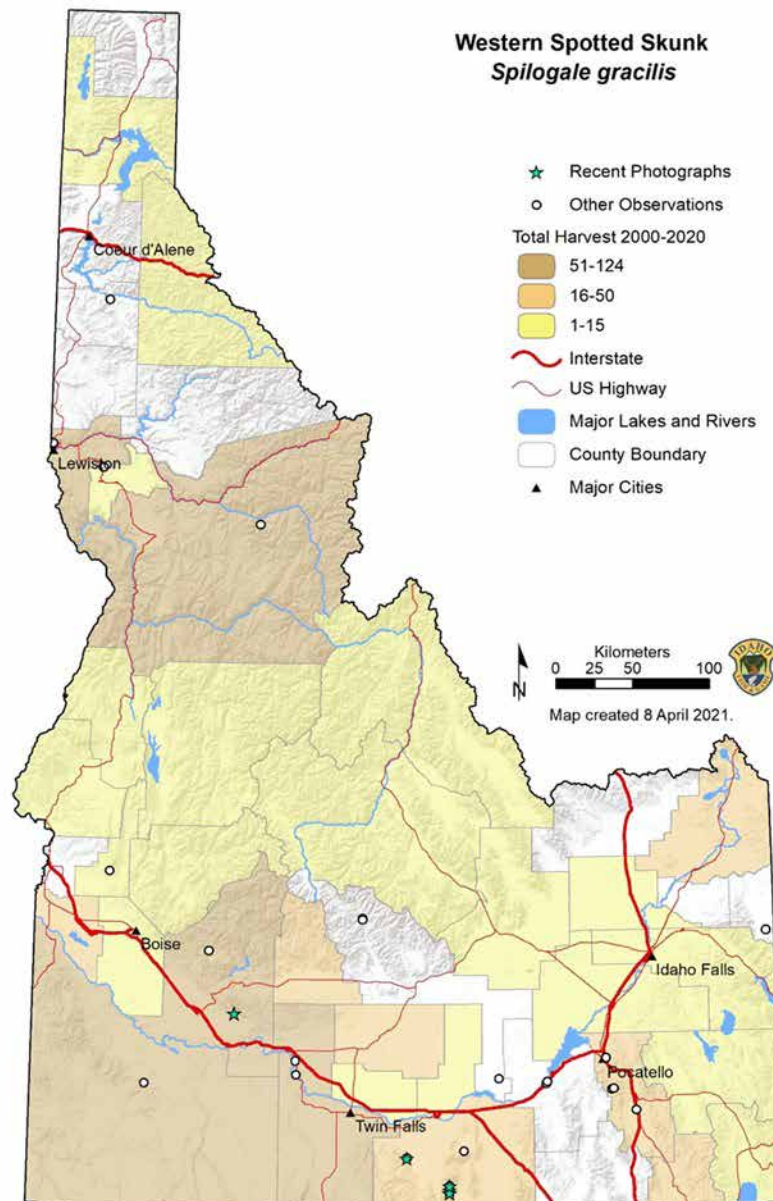 Western Spotted Skunk
Spilogale gracilis
Recent Photographs
Other Observations
Total Harvest 2000-2020
51-124
16-50
1-15
Interstate
US Highway
Major Lakes and Rivers
County Boundary
Major Cities
Coeur d'Alene
Lewiston
N
Kilometers
0 25 50 100
IDAHO
Map created 8 April 2021.
Boise
Idaho Falls
Pocatello
Twin Falls